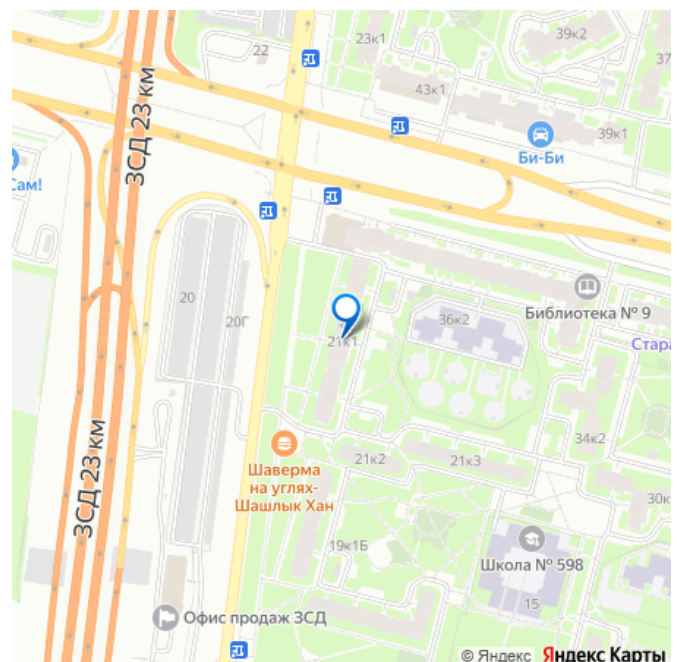 23к1
39к2
37
22
43к1
ЗСД 23 км
39к1
Би-Би
Сам!
20
20Г
36к2
Библиотека № 9
21к1
Стара
34к2
ЗСД 23 км
Шаверма
на углях-
Шашлык Хан
21к2
21к3
30к
19к1Б
Школа № 598
15
Офис продаж ЗСД
© Яндекс Яндекс Карты